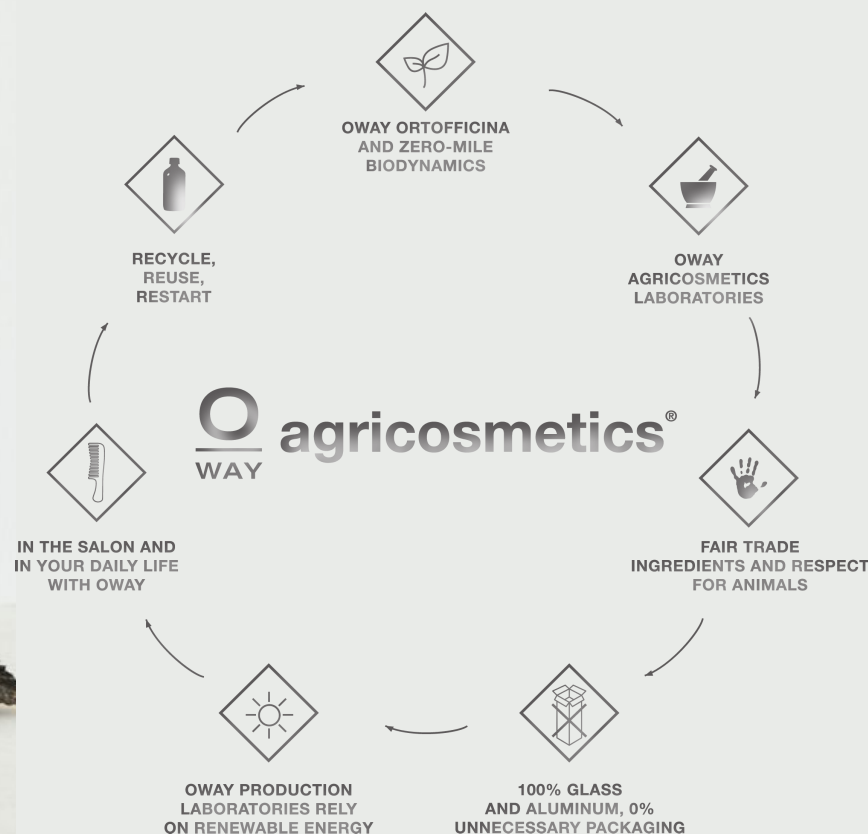 OWAY ORTOFFICINA
AND ZERO-MILE
BIODYNAMICS
OWAY
AGRICOSMETICS
LABORATORIES
FAIR TRADE
INGREDIENTS AND RESPECT
FOR ANIMALS
100% GLASS
AND ALUMINUM, 0%
UNNECESSARY PACKAGING
OWAY PRODUCTION
LABORATORIES RELY
ON RENEWABLE ENERGY
IN THE SALON AND
IN YOUR DAILY LIFE
WITH OWAY
RECYCLE,
REUSE,
RESTART
O
WAY
agricosmetics®